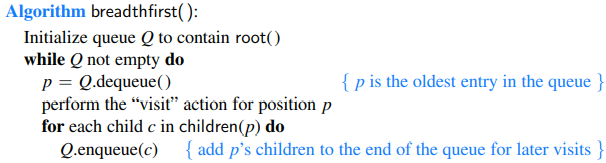 Algorithm breadthfirst():
Initialize queue Q to contain root()
while Q not empty do
p = Q.dequeue() { p is the oldest entry in the queue }
perform the “visit” action for position p
for each child c in children(p) do
Q.enqueue(c) { add p’s children to the end of the queue for later visits }